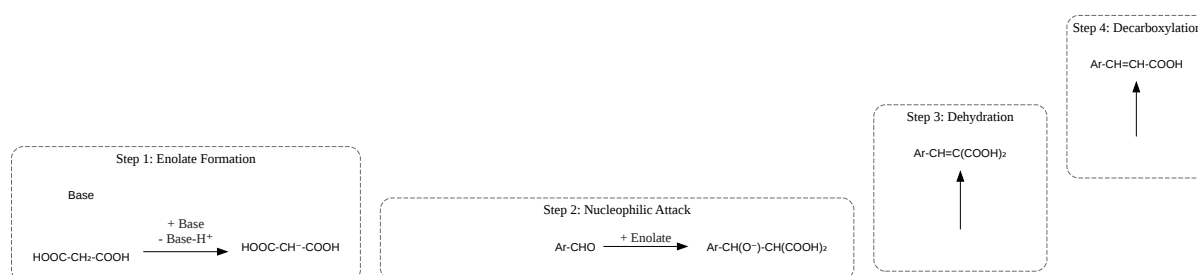 Step 1: Enolate Formation
Base
+ Base
- Base-H⁺
HOOC-CH₂-COOH
HOOC-CH⁻-COOH
Step 2: Nucleophilic Attack
Ar-CHO
+ Enolate
Ar-CH(O⁻)-CH(COOH)₂
Step 3: Dehydration
Ar-CH=C(COOH)₂
Step 4: Decarboxylation
Ar-CH=CH-COOH